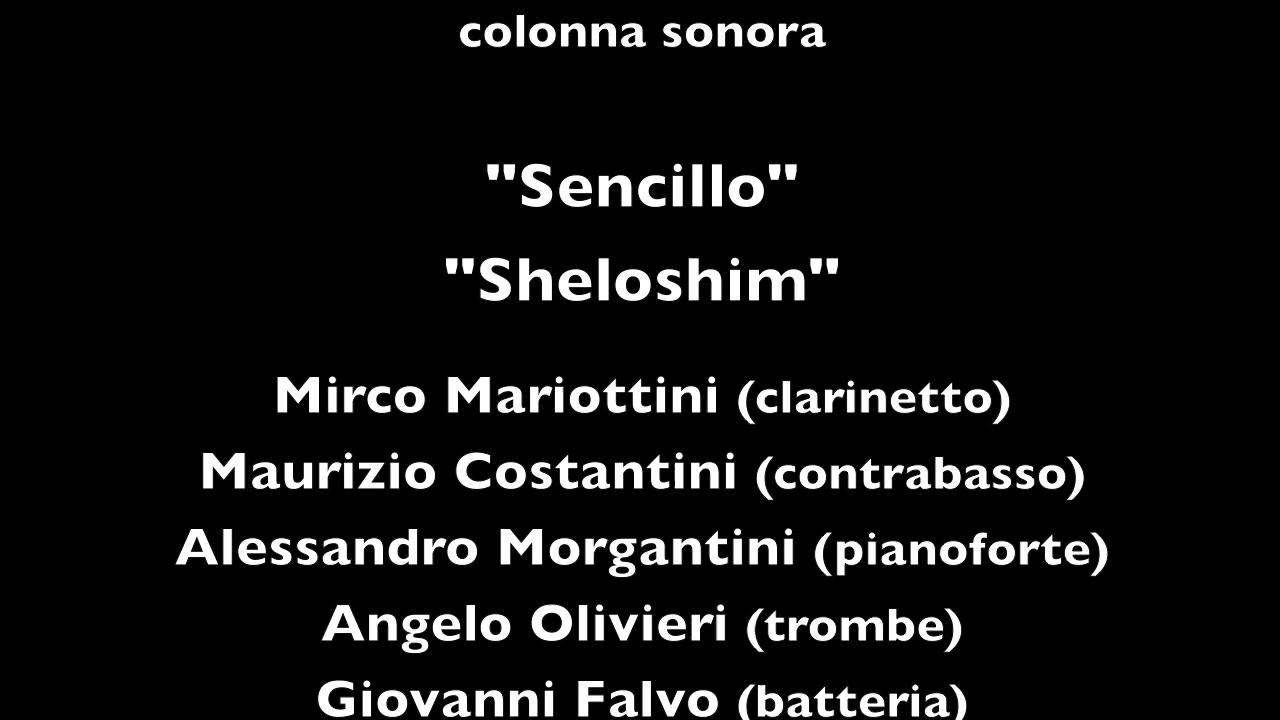 colonna sonora
"Sencillo"
"Sheloshim"
Mirco Mariottini (clarinetto)
Maurizio Costantini (contrabasso)
Alessandro Morgantini (pianoforte)
Angelo Olivieri (trombe)
Giovanni Falvo (batteria)